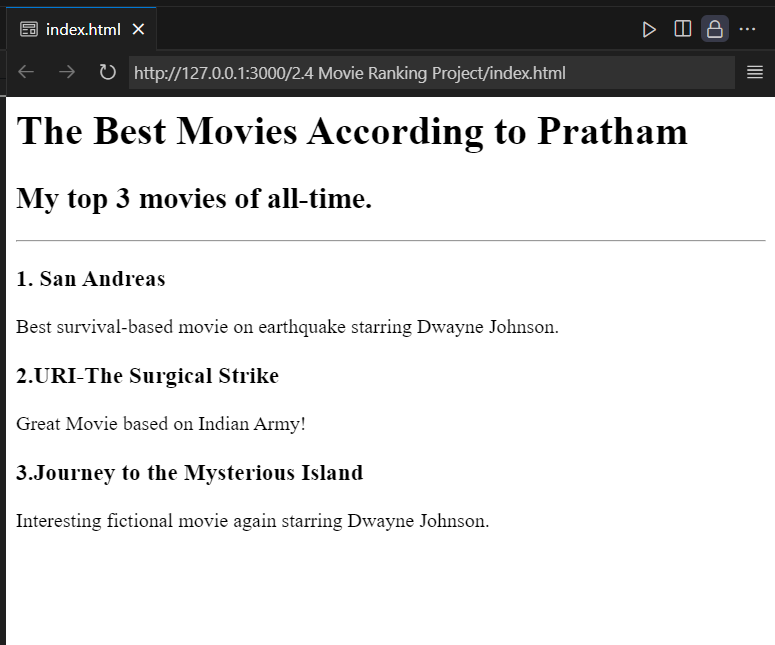 index.html
http://127.0.0.1:3000/2.4 Movie Ranking Project/index.html
The Best Movies According to Pratham
My top 3 movies of all-time.
1. San Andreas
Best survival-based movie on earthquake starring Dwayne Johnson.
2.URI-The Surgical Strike
Great Movie based on Indian Army!
3.Journey to the Mysterious Island
Interesting fictional movie again starring Dwayne Johnson.